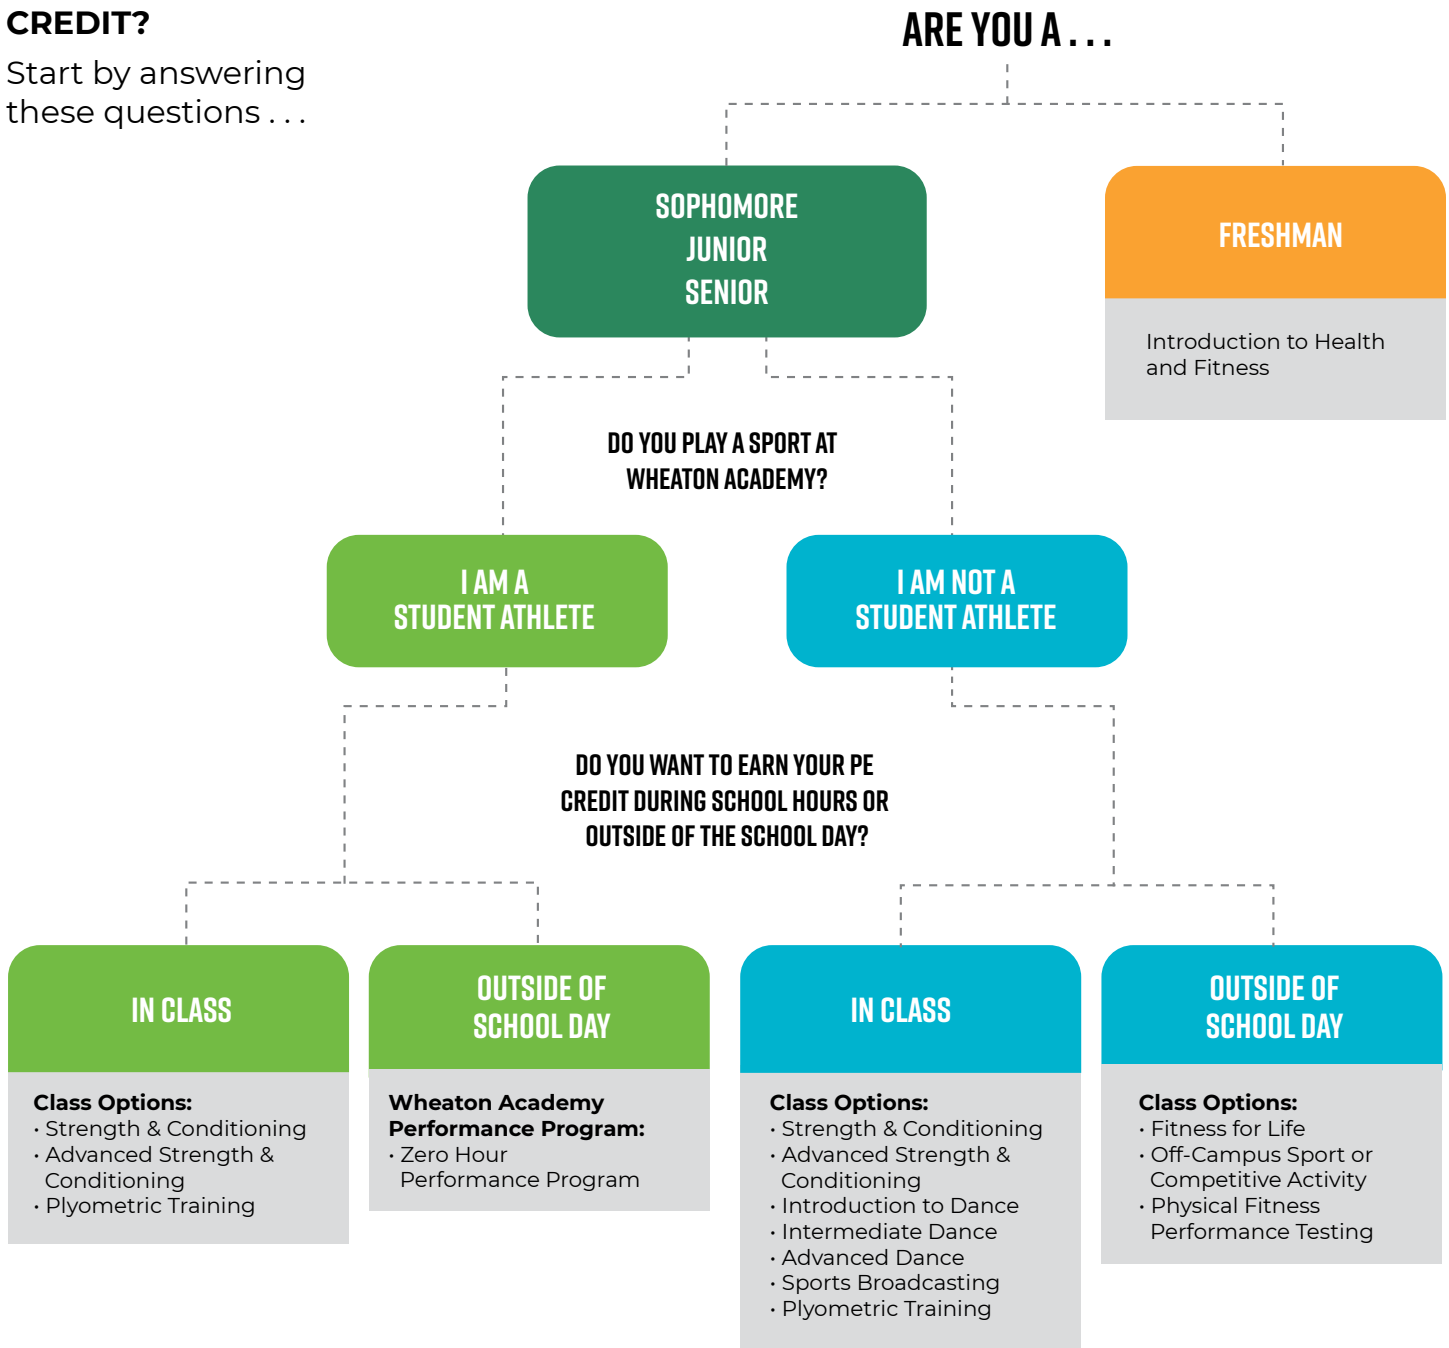 CREDIT?
Start by answering
these questions . . .
ARE YOU A . . .
SOPHOMORE
JUNIOR
SENIOR
FRESHMAN
Introduction to Health
and Fitness
DO YOU PLAY A SPORT AT
WHEATON ACADEMY?
I AM A
STUDENT ATHLETE
I AM NOT A
STUDENT ATHLETE
DO YOU WANT TO EARN YOUR PE
CREDIT DURING SCHOOL HOURS OR
OUTSIDE OF THE SCHOOL DAY?
IN CLASS
Class Options:
· Strength & Conditioning
· Advanced Strength &
Conditioning
· Plyometric Training
OUTSIDE OF
SCHOOL DAY
Wheaton Academy
Performance Program:
· Zero Hour
Performance Program
IN CLASS
Class Options:
· Strength & Conditioning
· Advanced Strength &
Conditioning
· Introduction to Dance
· Intermediate Dance
· Advanced Dance
· Sports Broadcasting
· Plyometric Training
OUTSIDE OF
SCHOOL DAY
Class Options:
· Fitness for Life
· Off-Campus Sport or
Competitive Activity
· Physical Fitness
Performance Testing